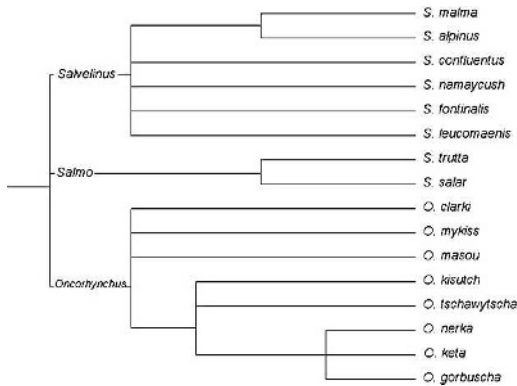 S. malma
S. alpinus
S. confluentus
Salvelinus
S. namaycush
S. fontinalis
S. leucomaenis
S. trutta
Salmo
S. salar
O. clarki
O. mykiss
O. masou
Oncorhynchus
O. kisutch
O. tschawytscha
O. nerka
O. keta
O. gorbuscha